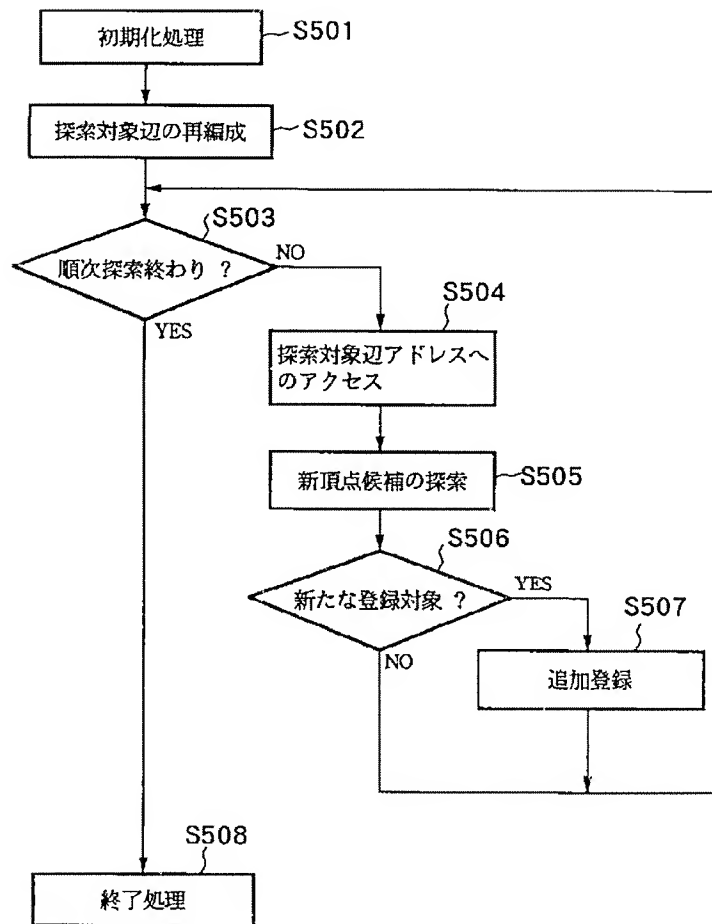 初期化処理
S501
探索対象辺の再編成
S502
S503
順次探索終わり ?
NO
YES
S504
探索対象辺アドレスへ
のアクセス
新頂点候補の探索
S505
S506
新たな登録対象 ?
YES
NO
S507
追加登録
S508
終了処理